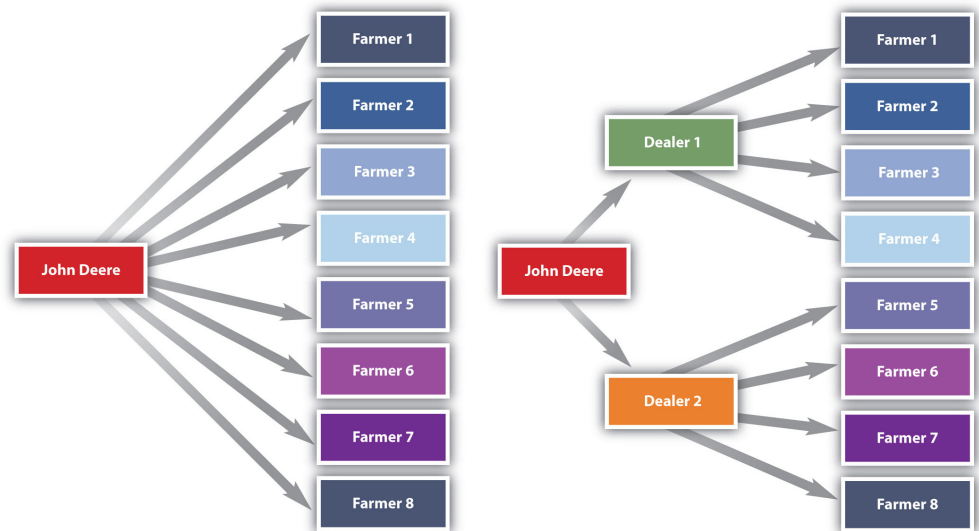 Farmer 1
Farmer 2
Farmer 3
Farmer 4
John Deere
Farmer 5
Farmer 6
Farmer 7
Farmer 8
Farmer 1
Farmer 2
Dealer 1
Farmer 3
Farmer 4
John Deere
Farmer 5
Farmer 6
Dealer 2
Farmer 7
Farmer 8